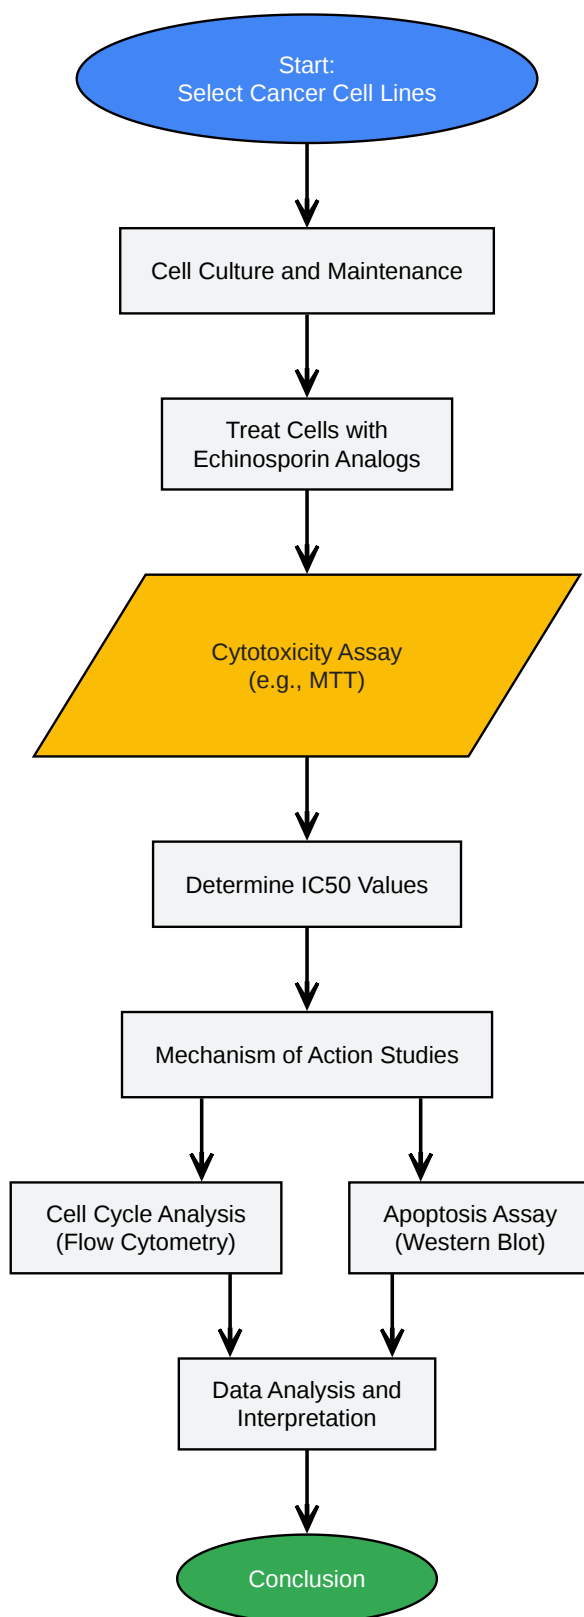 Start:
Select Cancer Cell Lines
Cell Culture and Maintenance
Treat Cells with
Echinosporin Analogs
Cytotoxicity Assay
(e.g., MTT)
Determine IC50 Values
Mechanism of Action Studies
Cell Cycle Analysis
(Flow Cytometry)
Apoptosis Assay
(Western Blot)
Data Analysis and
Interpretation
Conclusion